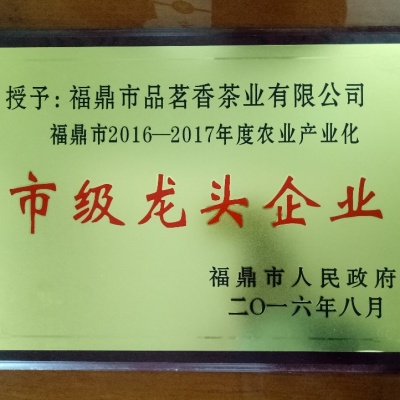 授予:福鼎市品茗香茶业有限公司
福鼎市2016—2017年度农业产业化
市级龙头企业
福鼎市人民政府
二〇一六年八月